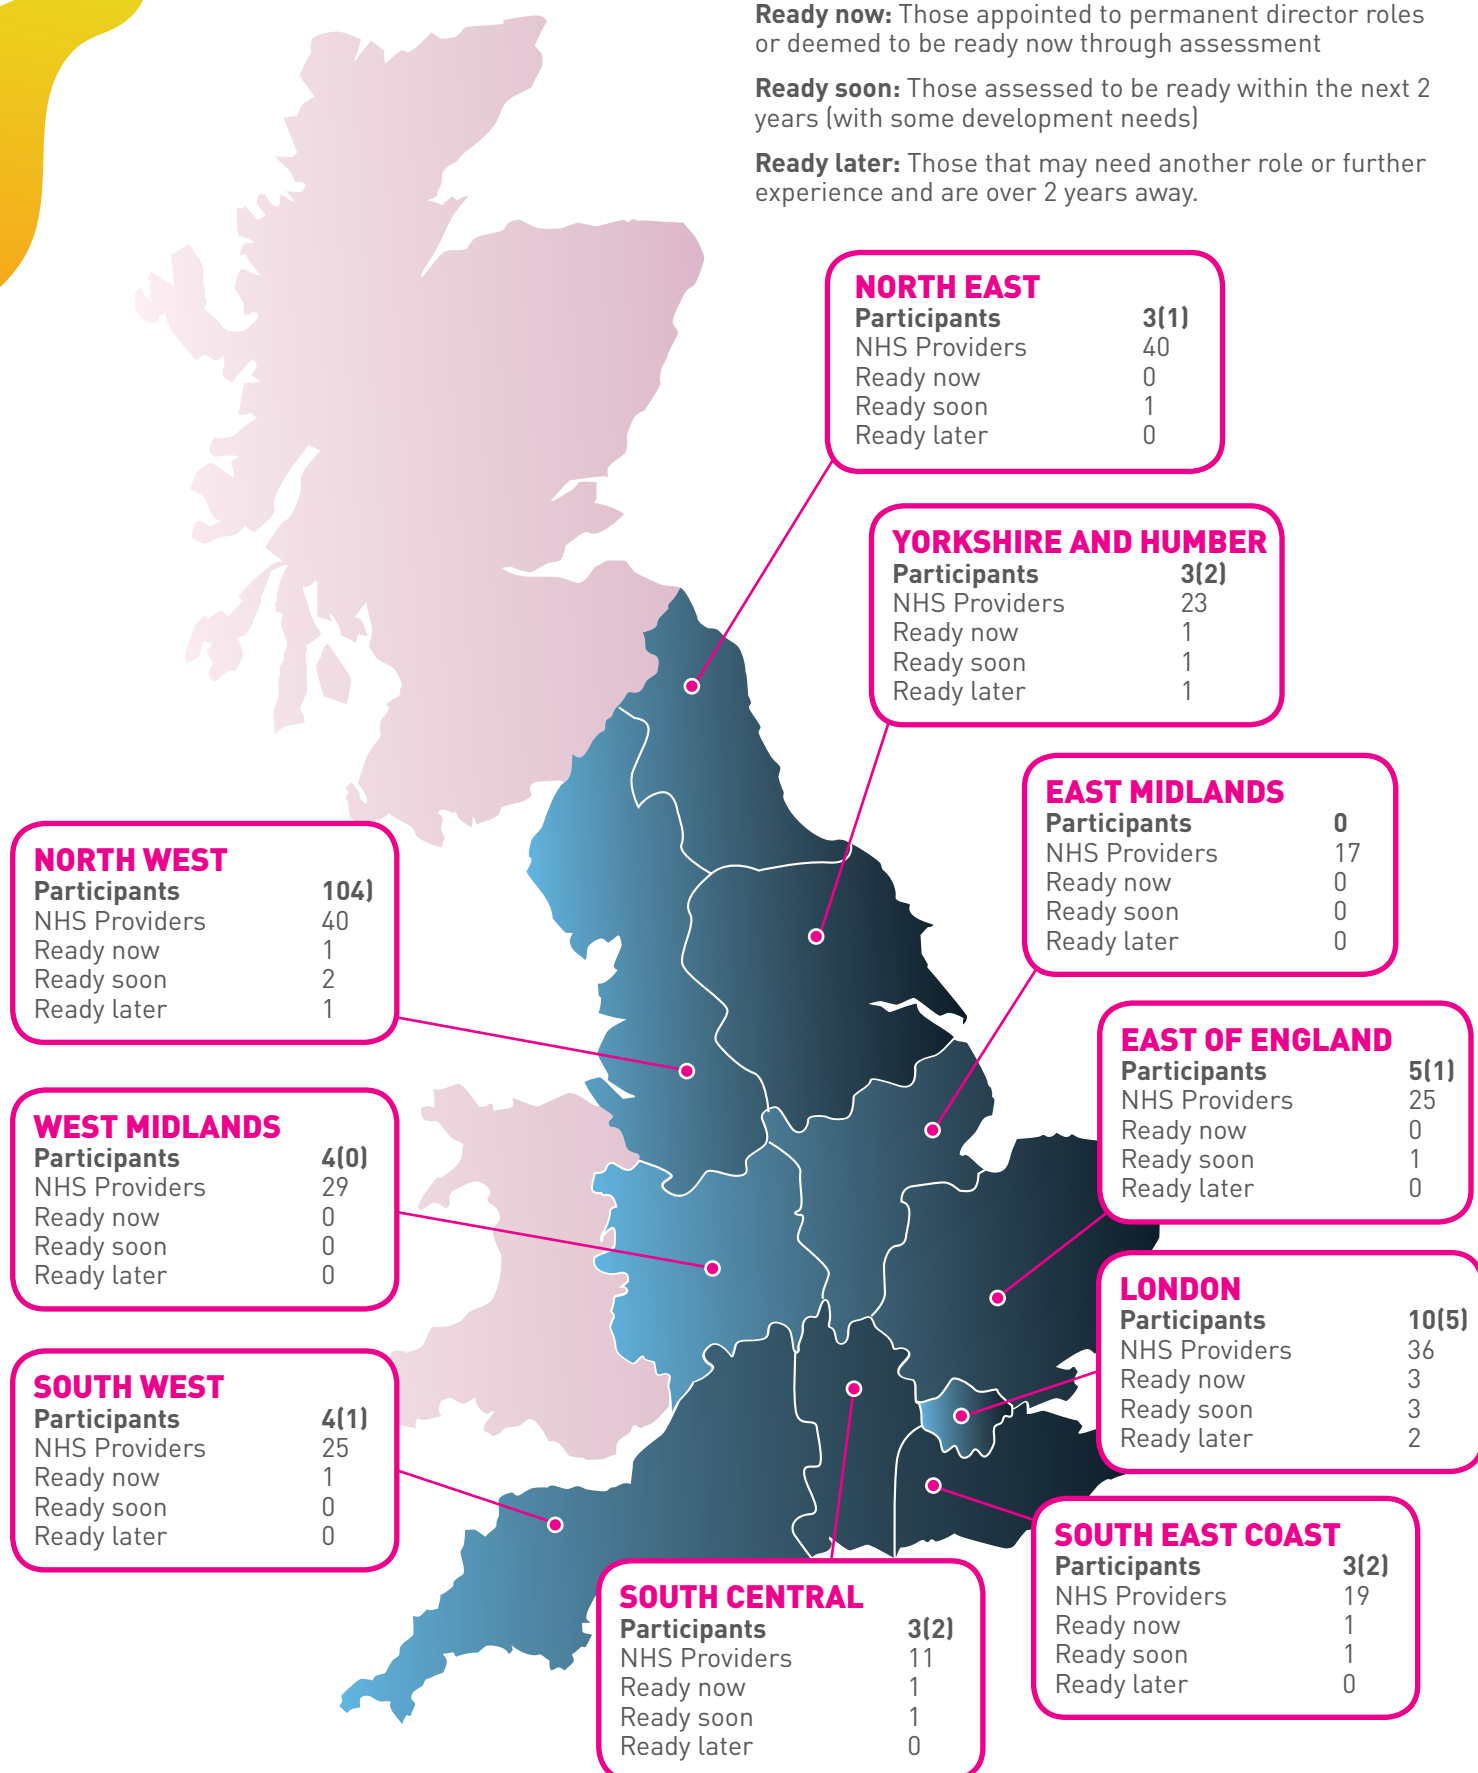 Ready now: Those appointed to permanent director roles
or deemed to be ready now through assessment
Ready soon: Those assessed to be ready within the next 2
years (with some development needs)
Ready later: Those that may need another role or further
experience and are over 2 years away.
NORTH EAST
Participants 3(1)
NHS Providers 40
Ready now 0
Ready soon 1
Ready later 0
YORKSHIRE AND HUMBER
Participants 3(2)
NHS Providers 23
Ready now 1
Ready soon 1
Ready later 1
EAST MIDLANDS
Participants 0
NHS Providers 17
Ready now 0
Ready soon 0
Ready later 0
NORTH WEST
Participants 104)
NHS Providers 40
Ready now 1
Ready soon 2
Ready later 1
EAST OF ENGLAND
Participants 5(1)
NHS Providers 25
Ready now 0
Ready soon 1
Ready later 0
WEST MIDLANDS
Participants 4(0)
NHS Providers 29
Ready now 0
Ready soon 0
Ready later 0
LONDON
Participants 10(5)
NHS Providers 36
Ready now 3
Ready soon 3
Ready later 2
SOUTH WEST
Participants 4(1)
NHS Providers 25
Ready now 1
Ready soon 0
Ready later 0
SOUTH EAST COAST
Participants 3(2)
NHS Providers 19
Ready now 1
Ready soon 1
Ready later 0
SOUTH CENTRAL
Participants 3(2)
NHS Providers 11
Ready now 1
Ready soon 1
Ready later 0